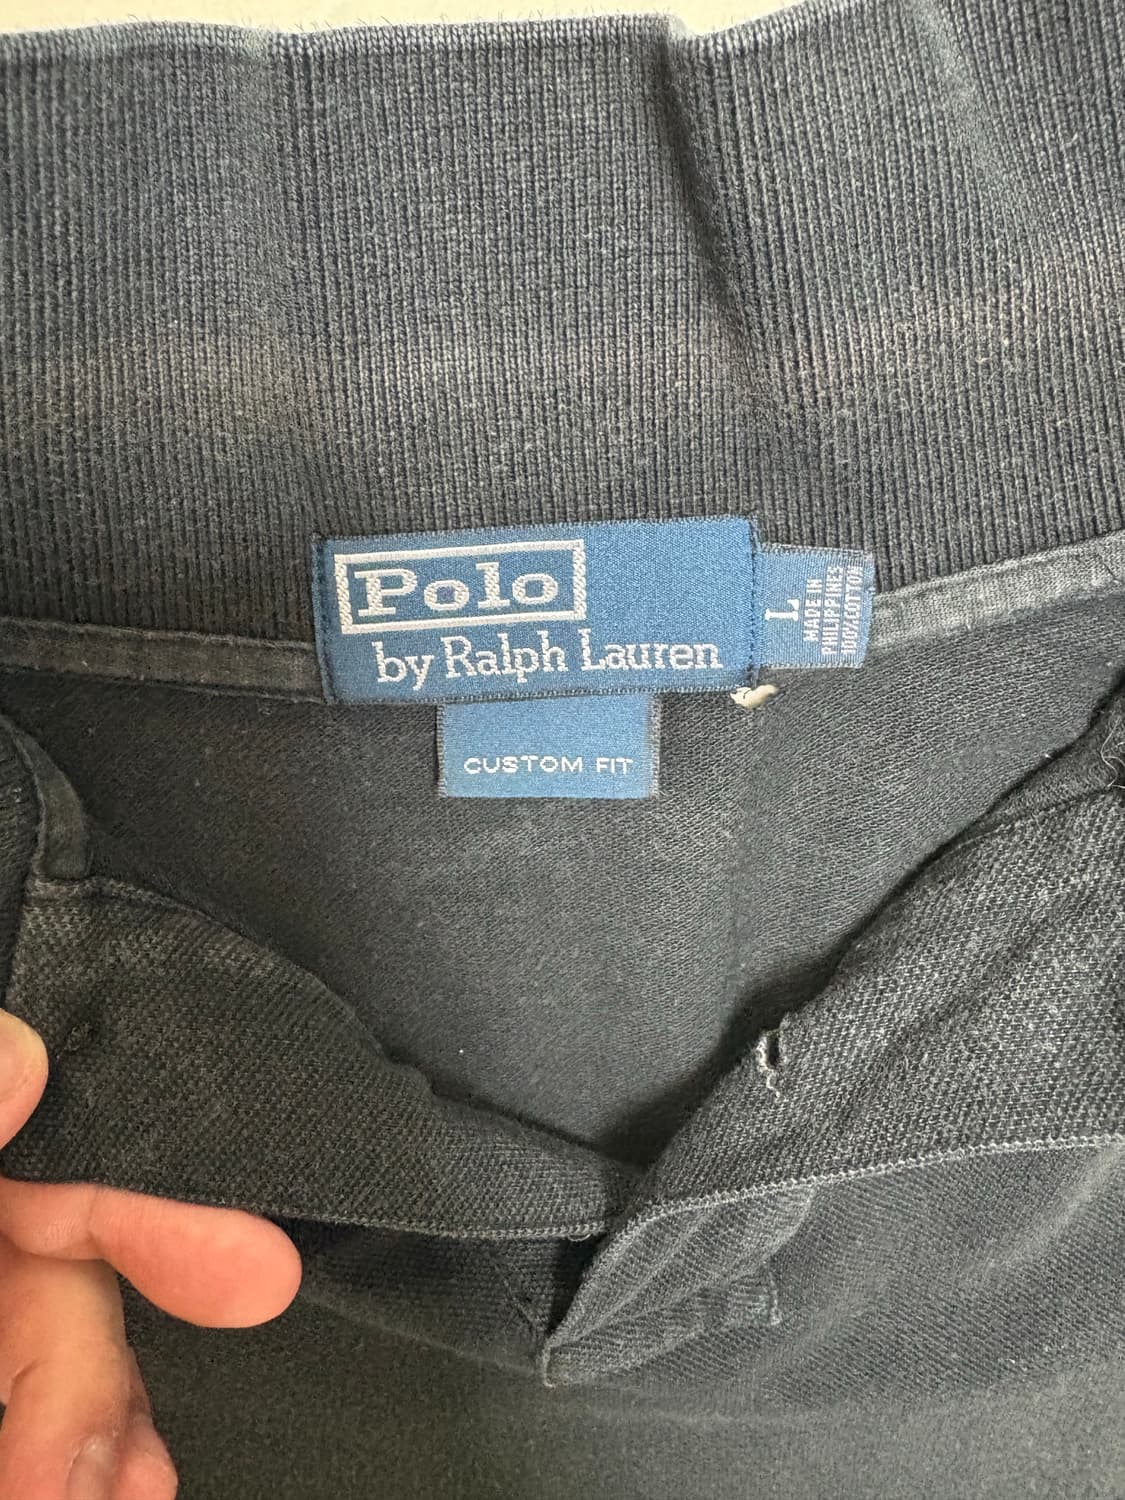 Polo
by Ralph Lauren
CUSTOM FIT
L
MADE IN
PHILIPPINES
100% COTTON